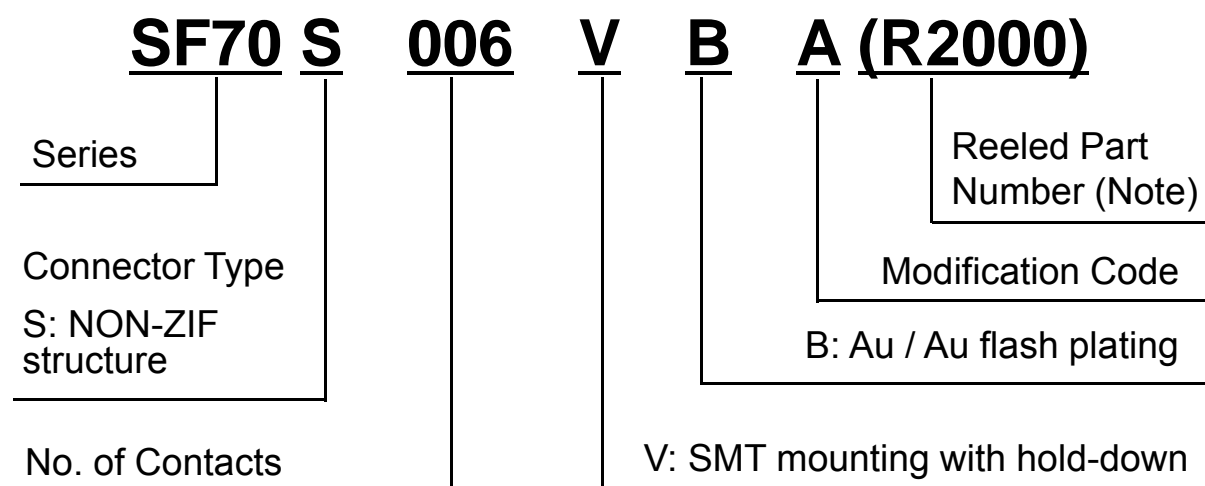 SF70 S 006 V B A (R2000)
Series
Reeled Part
Number (Note)
Connector Type
Modification Code
S: NON-ZIF
structure
B: Au / Au flash plating
No. of Contacts
V: SMT mounting with hold-down